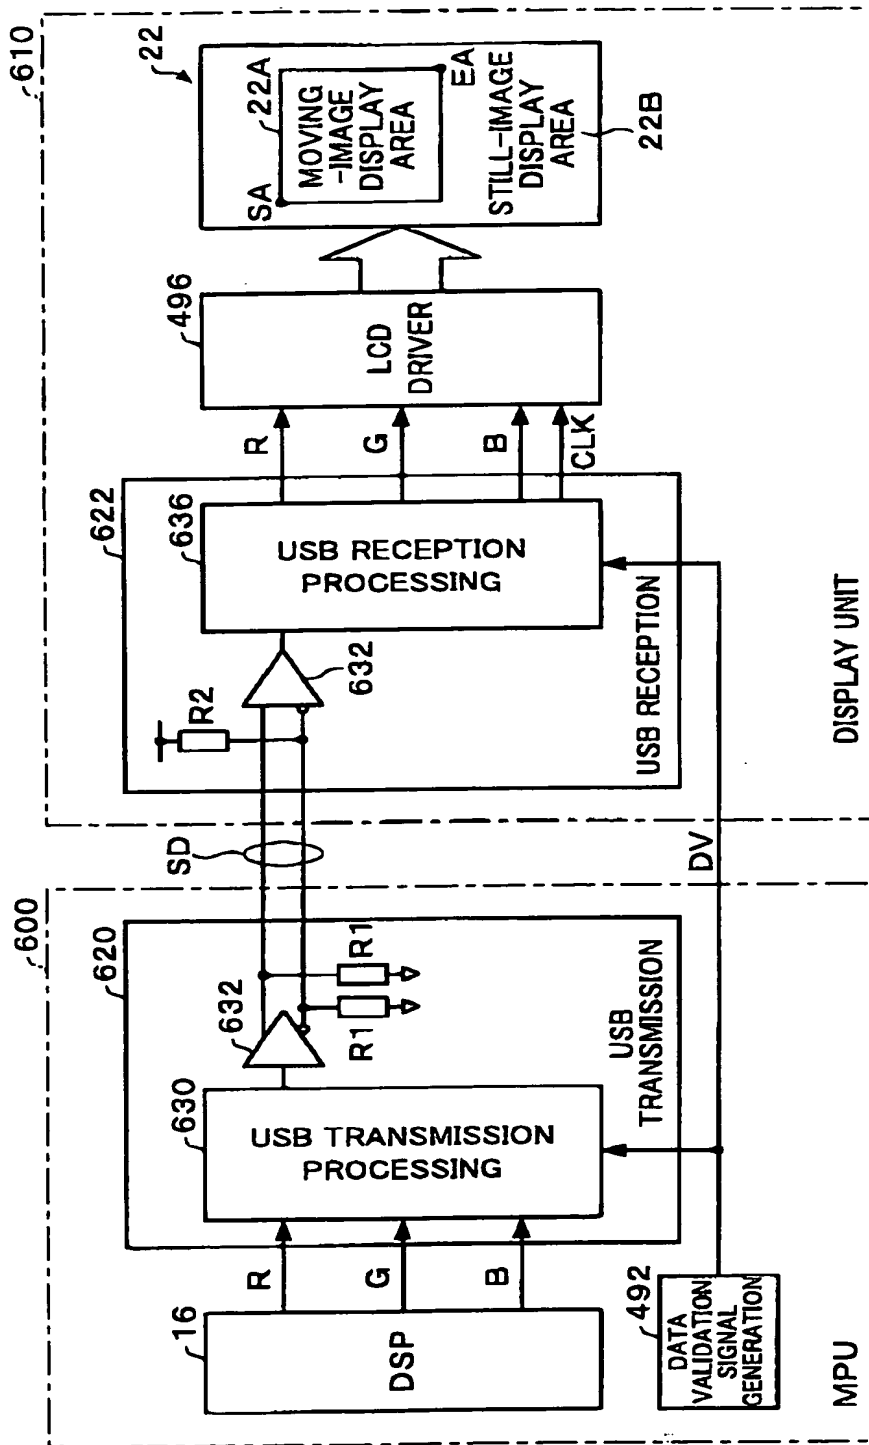 600
610
620
622
22
16
630
632
SD
R2
636
496
SA
22A
MOVING
-IMAGE
DISPLAY
AREA
EA
STILL-IMAGE
DISPLAY
AREA
22B
DSP
R
G
B
USB TRANSMISSION
PROCESSING
R1
R1
USB
TRANSMISSION
632
USB RECEPTION
PROCESSING
USB RECEPTION
R
G
B
CLK
LCD
DRIVER
492
DATA
VALIDATION
SIGNAL
GENERATION
DV
MPU
DISPLAY UNIT